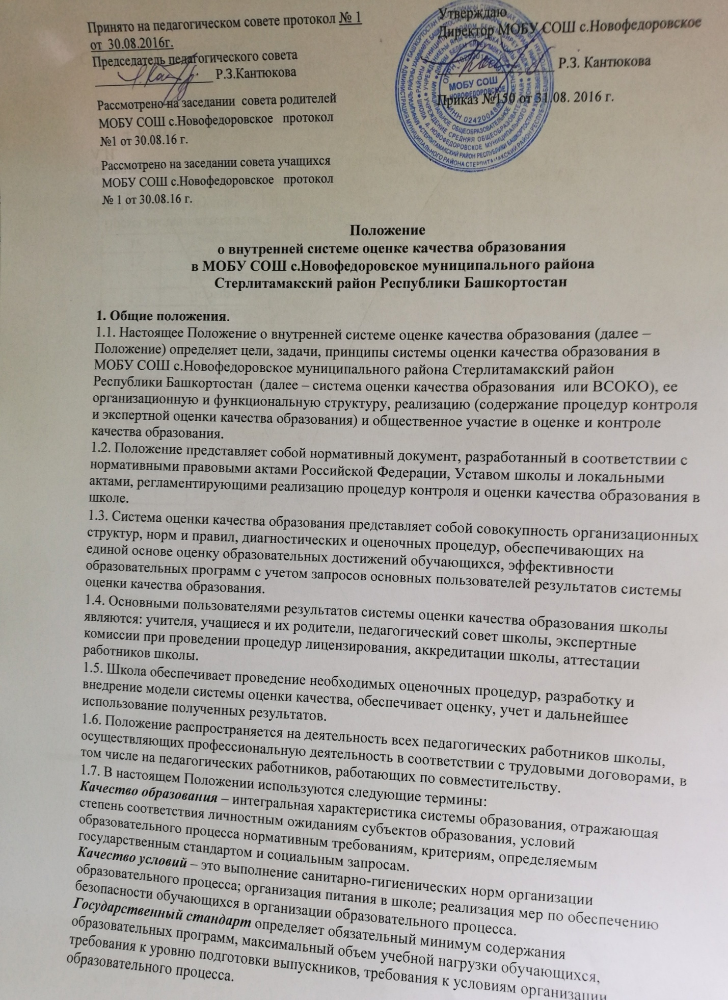 Принято на педагогическом совете протокол № 1
от 30.08.2016г.
Председатель педагогического совета
Р.З.Кантюкова
Рассмотрено на заседании совета родителей
МОБУ СОШ с.Новофедоровское протокол
№1 от 30.08.16 г.
Рассмотрено на заседании совета учащихся
МОБУ СОШ с.Новофедоровское протокол
№ 1 от 30.08.16 г.
Утверждаю
Директор МОБУ СОШ с.Новофедоровское
Р.З. Кантюкова
Приказ №150 от 31.08. 2016 г.
МОБУ СОШ
НОВОФЕДОРОВСКОЕ
Положение
о внутренней системе оценке качества образования
в МОБУ СОШ с.Новофедоровское муниципального района
Стерлитамакский район Республики Башкортостан
1. Общие положения.
1.1. Настоящее Положение о внутренней системе оценке качества образования (далее –
Положение) определяет цели, задачи, принципы системы оценки качества образования в
МОБУ СОШ с.Новофедоровское муниципального района Стерлитамакский район
Республики Башкортостан (далее – система оценки качества образования или ВСОКО), ее
организационную и функциональную структуру, реализацию (содержание процедур контроля
и экспертной оценки качества образования) и общественное участие в оценке и контроле
качества образования.
1.2. Положение представляет собой нормативный документ, разработанный в соответствии с
нормативными правовыми актами Российской Федерации, Уставом школы и локальными
актами, регламентирующими реализацию процедур контроля и оценки качества образования в
школе.
1.3. Система оценки качества образования представляет собой совокупность организационных
структур, норм и правил, диагностических и оценочных процедур, обеспечивающих на
единой основе оценку образовательных достижений обучающихся, эффективности
образовательных программ с учетом запросов основных пользователей результатов системы
оценки качества образования.
1.4. Основными пользователями результатов системы оценки качества образования школы
являются: учителя, учащиеся и их родители, педагогический совет школы, экспертные
комиссии при проведении процедур лицензирования, аккредитации школы, аттестации
работников школы.
1.5. Школа обеспечивает проведение необходимых оценочных процедур, разработку и
внедрение модели системы оценки качества, обеспечивает оценку, учет и дальнейшее
использование полученных результатов.
1.6. Положение распространяется на деятельность всех педагогических работников школы,
осуществляющих профессиональную деятельность в соответствии с трудовыми договорами, в
том числе на педагогических работников, работающих по совместительству.
1.7. В настоящем Положении используются следующие термины:
Качество образования – интегральная характеристика системы образования, отражающая
степень соответствия личностным ожиданиям субъектов образования, условий
образовательного процесса нормативным требованиям, критериям, определяемым
государственным стандартом и социальным запросам.
Качество условий – это выполнение санитарно-гигиенических норм организации
образовательного процесса; организация питания в школе; реализация мер по обеспечению
безопасности обучающихся в организации образовательного процесса.
Государственный стандарт определяет обязательный минимум содержания
образовательных программ, максимальный объем учебной нагрузки обучающихся,
требования к уровню подготовки выпускников, требования к условиям организации
образовательного процесса.